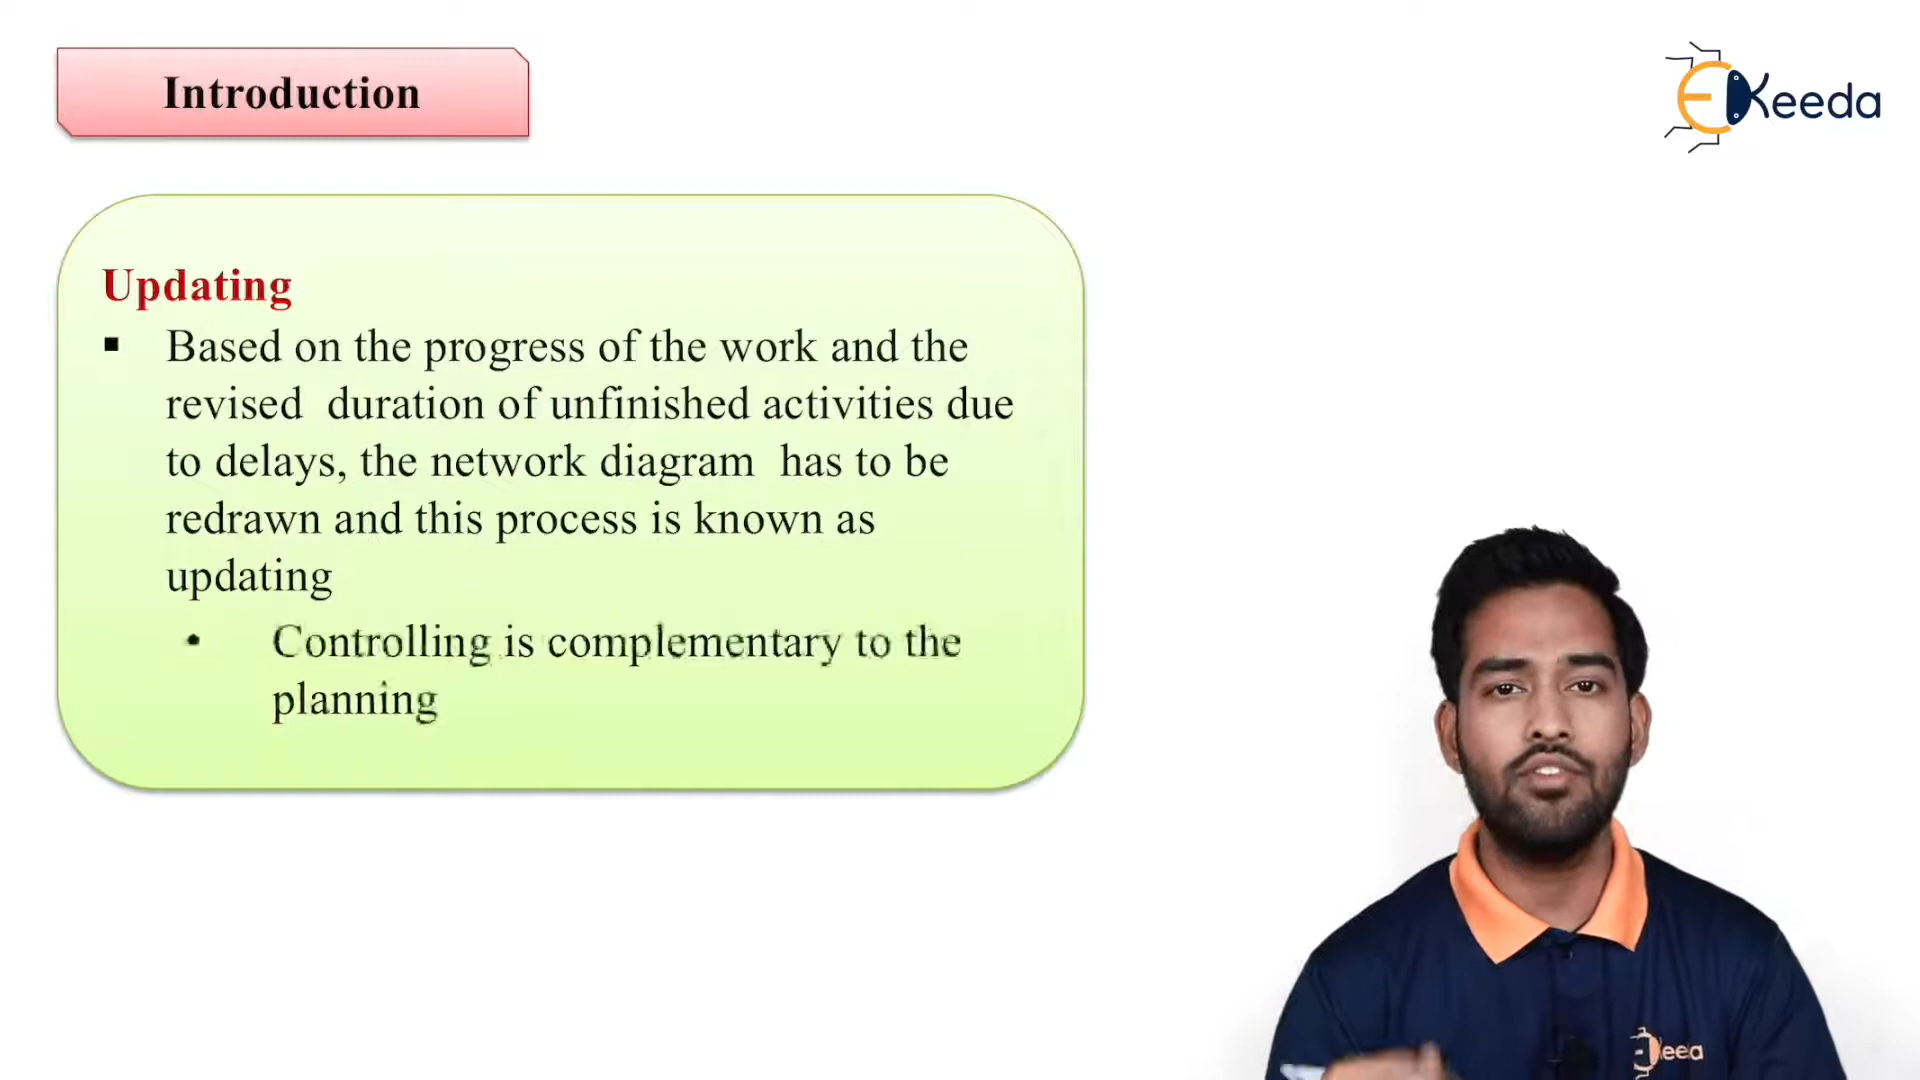 Introduction
EKeeda
Updating
▪ Based on the progress of the work and the
revised duration of unfinished activities due
to delays, the network diagram has to be
redrawn and this process is known as
updating
• Controlling is complementary to the
planning
EKeeda